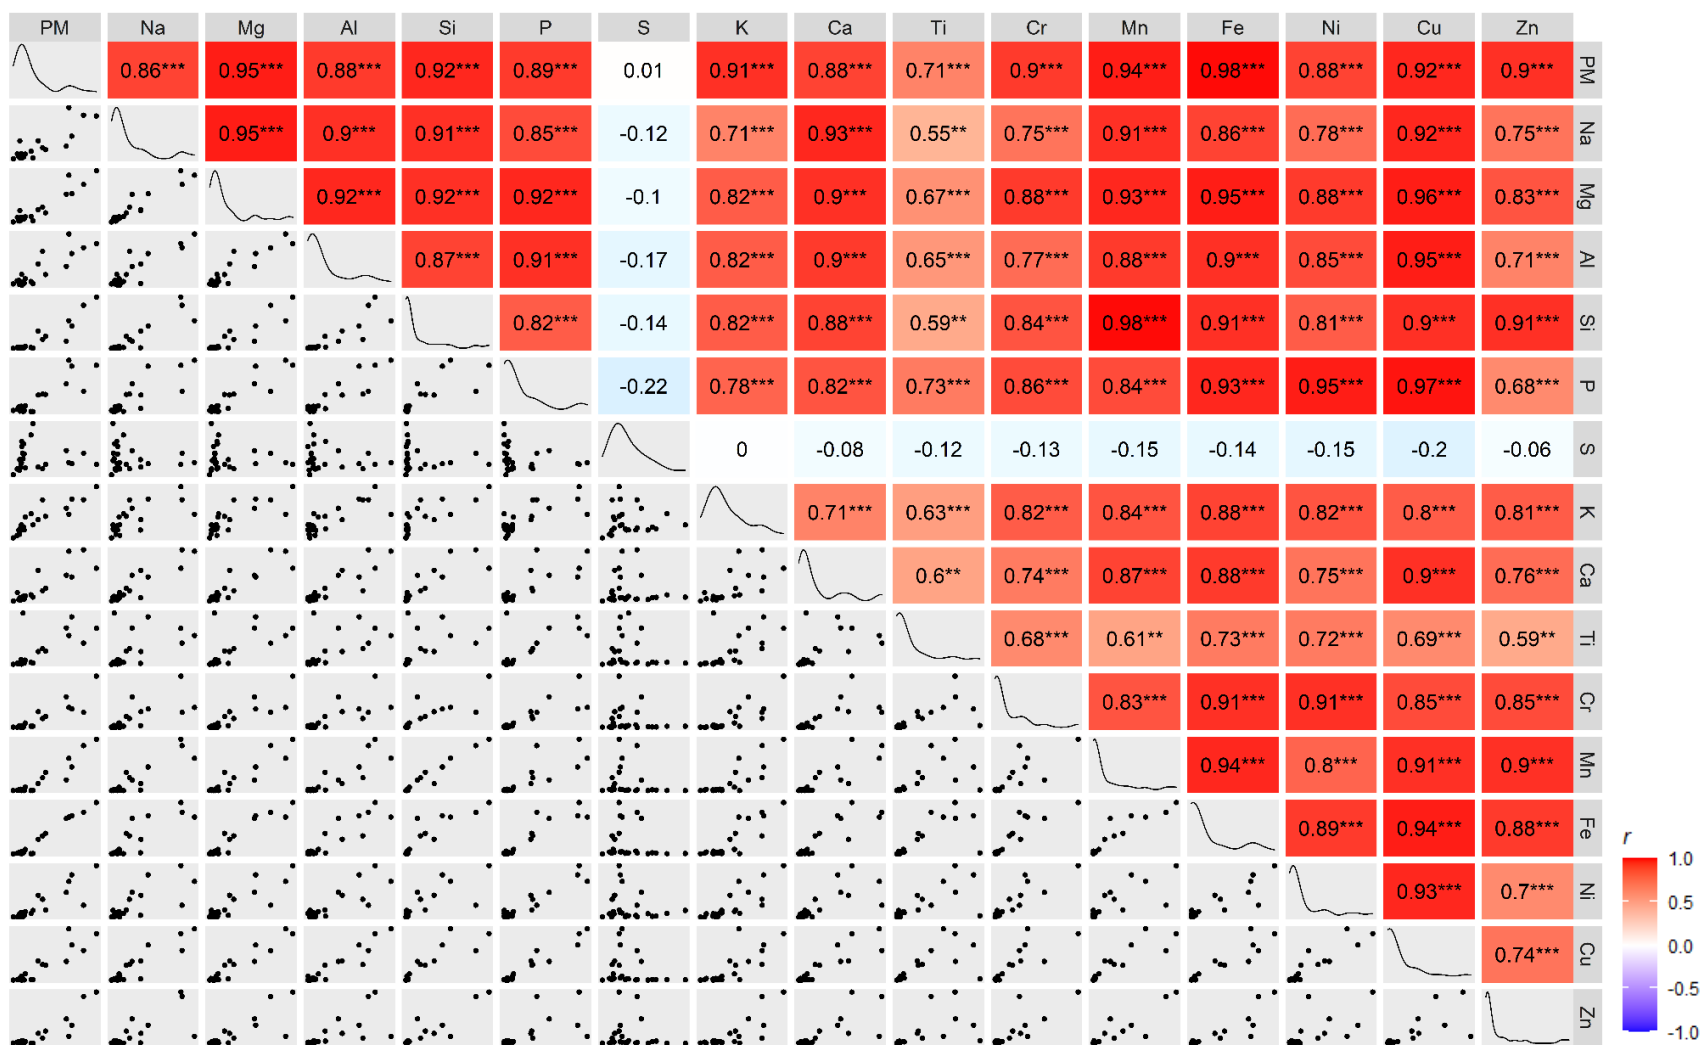 PM Na Mg Al Si P S K Ca Ti Cr Mn Fe Ni Cu Zn
0.86*** 0.95*** 0.88*** 0.92*** 0.89*** 0.01 0.91*** 0.88*** 0.71*** 0.9*** 0.94*** 0.98*** 0.88*** 0.92*** 0.9*** PM
0.95*** 0.9*** 0.91*** 0.85*** -0.12 0.71*** 0.93*** 0.55** 0.75*** 0.91*** 0.86*** 0.78*** 0.92*** 0.75*** Na
0.92*** 0.92*** 0.92*** -0.1 0.82*** 0.9*** 0.67*** 0.88*** 0.93*** 0.95*** 0.88*** 0.96*** 0.83*** Mg
0.87*** 0.91*** -0.17 0.82*** 0.9*** 0.65*** 0.77*** 0.88*** 0.9*** 0.85*** 0.95*** 0.71*** Al
0.82*** -0.14 0.82*** 0.88*** 0.59** 0.84*** 0.98*** 0.91*** 0.81*** 0.9*** 0.91*** Si
-0.22 0.78*** 0.82*** 0.73*** 0.86*** 0.84*** 0.93*** 0.95*** 0.97*** 0.68*** P
0 -0.08 -0.12 -0.13 -0.15 -0.14 -0.15 -0.2 -0.06 S
0.71*** 0.63*** 0.82*** 0.84*** 0.88*** 0.82*** 0.8*** 0.81*** K
0.6** 0.74*** 0.87*** 0.88*** 0.75*** 0.9*** 0.76*** Ca
0.68*** 0.61** 0.73*** 0.72*** 0.69*** 0.59** Ti
0.83*** 0.91*** 0.91*** 0.85*** 0.85*** Cr
0.94*** 0.8*** 0.91*** 0.9*** Mn
0.89*** 0.94*** 0.88*** Fe
0.93*** 0.7*** Ni
0.74*** Cu
Zn
r
1.0
0.5
0.0
-0.5
-1.0